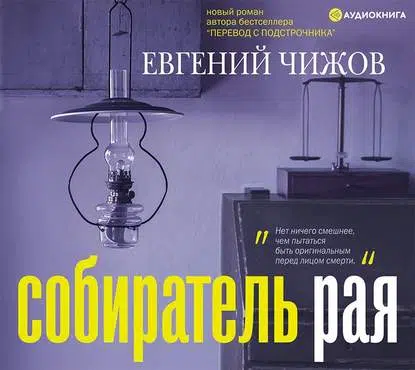 новый роман
автора бестселлера
"ПЕРЕВОД С ПОДСТРОЧНИКА"
АУДИОКНИГА
ЕВГЕНИЙ ЧИЖОВ
"Нет ничего смешнее,
чем пытаться
быть оригинальным
перед лицом смерти."
собиратель рая